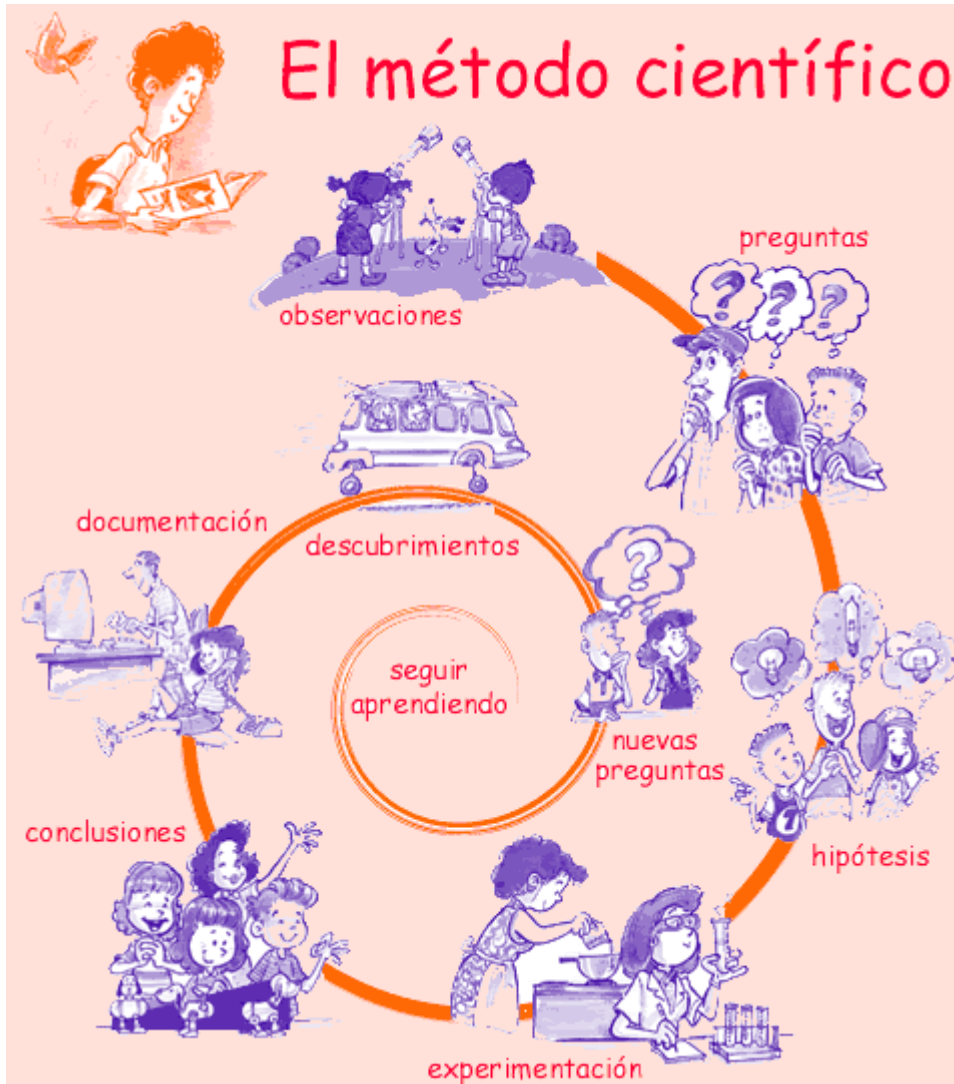 El método científico
observaciones
preguntas
hipótesis
experimentación
conclusiones
documentación
descubrimientos
nuevas
preguntas
seguir
aprendiendo